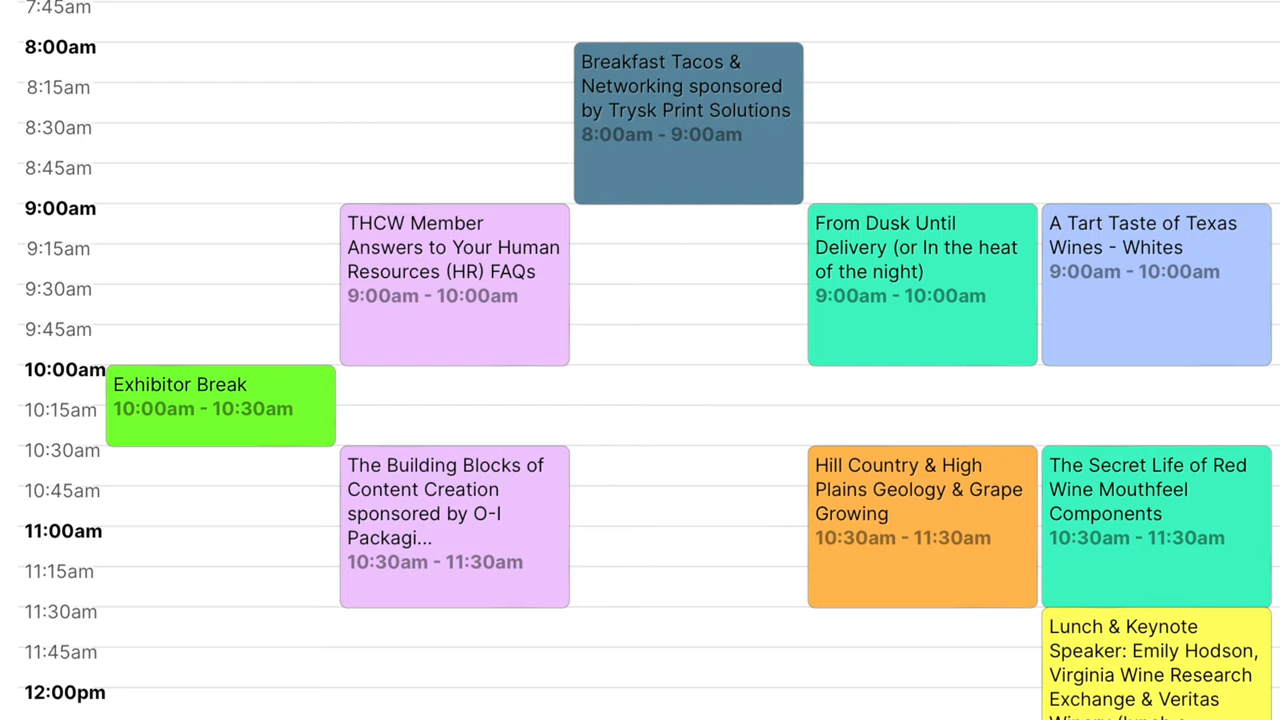 7:45am
8:00am
8:15am
8:30am
8:45am
9:00am
9:15am
9:30am
9:45am
10:00am
10:15am
10:30am
10:45am
11:00am
11:15am
11:30am
11:45am
12:00pm
Exhibitor Break
10:00am - 10:30am
THCW Member
Answers to Your Human
Resources (HR) FAQs
9:00am - 10:00am
The Building Blocks of
Content Creation
sponsored by O-I
Packagi...
10:30am - 11:30am
Breakfast Tacos &
Networking sponsored
by Trysk Print Solutions
8:00am - 9:00am
From Dusk Until
Delivery (or In the heat
of the night)
9:00am - 10:00am
Hill Country & High
Plains Geology & Grape
Growing
10:30am - 11:30am
A Tart Taste of Texas
Wines - Whites
9:00am - 10:00am
The Secret Life of Red
Wine Mouthfeel
Components
10:30am - 11:30am
Lunch & Keynote
Speaker: Emily Hodson,
Virginia Wine Research
Exchange & Veritas